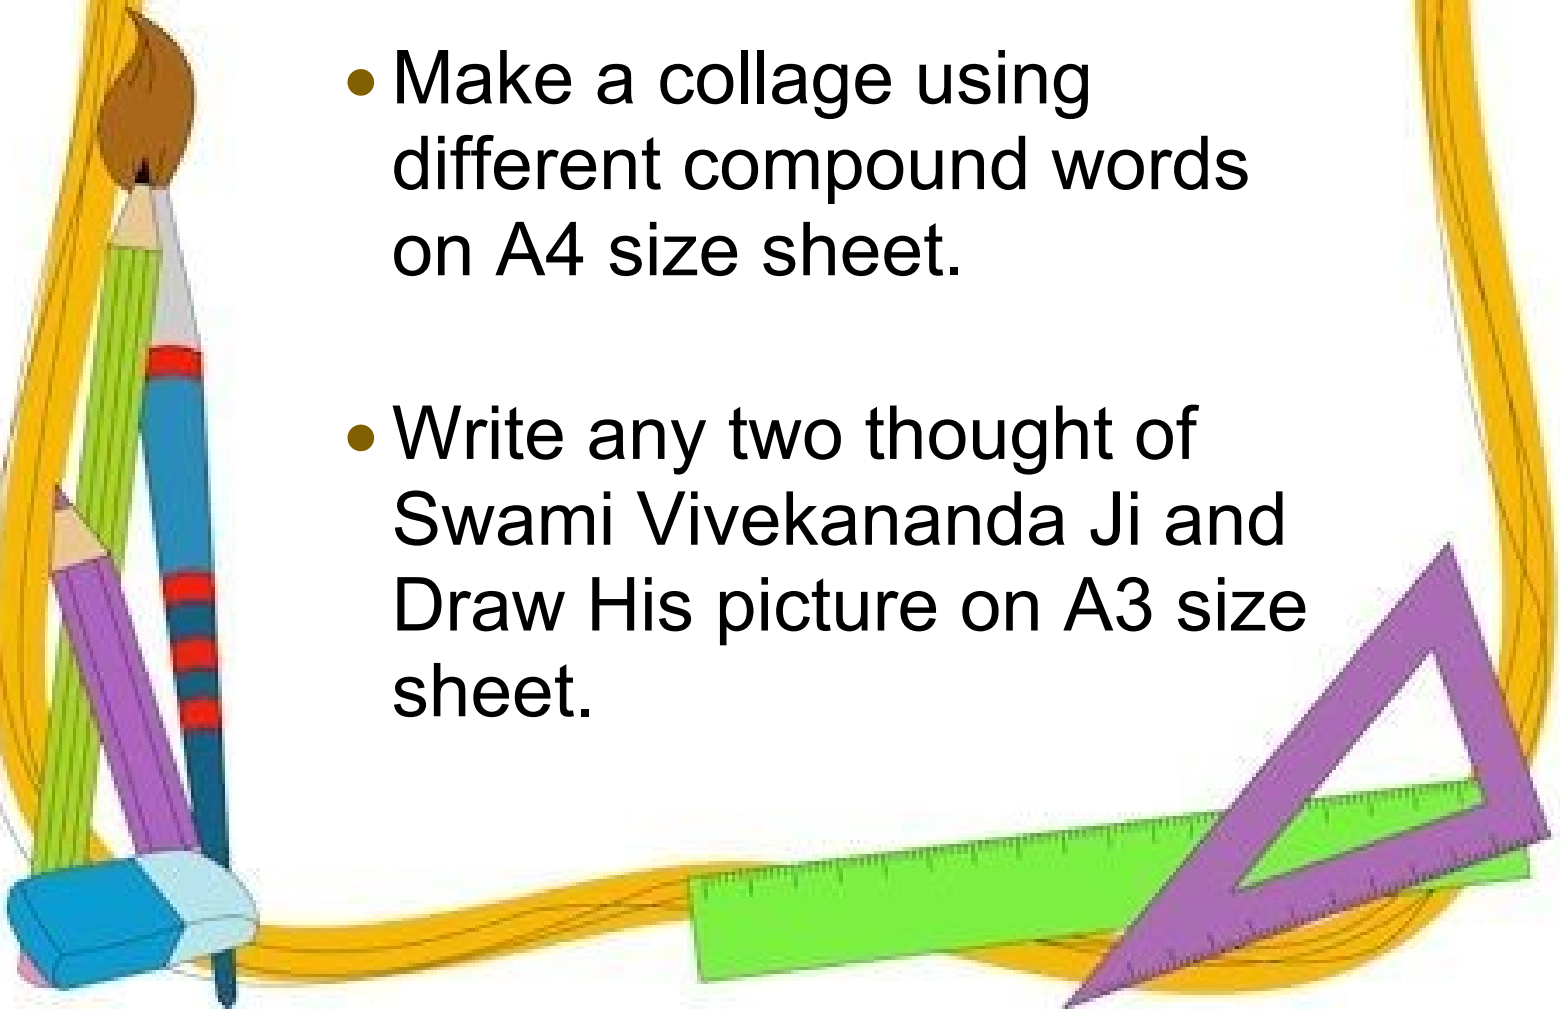 • Make a collage using
different compound words
on A4 size sheet.
• Write any two thought of
Swami Vivekananda Ji and
Draw His picture on A3 size
sheet.